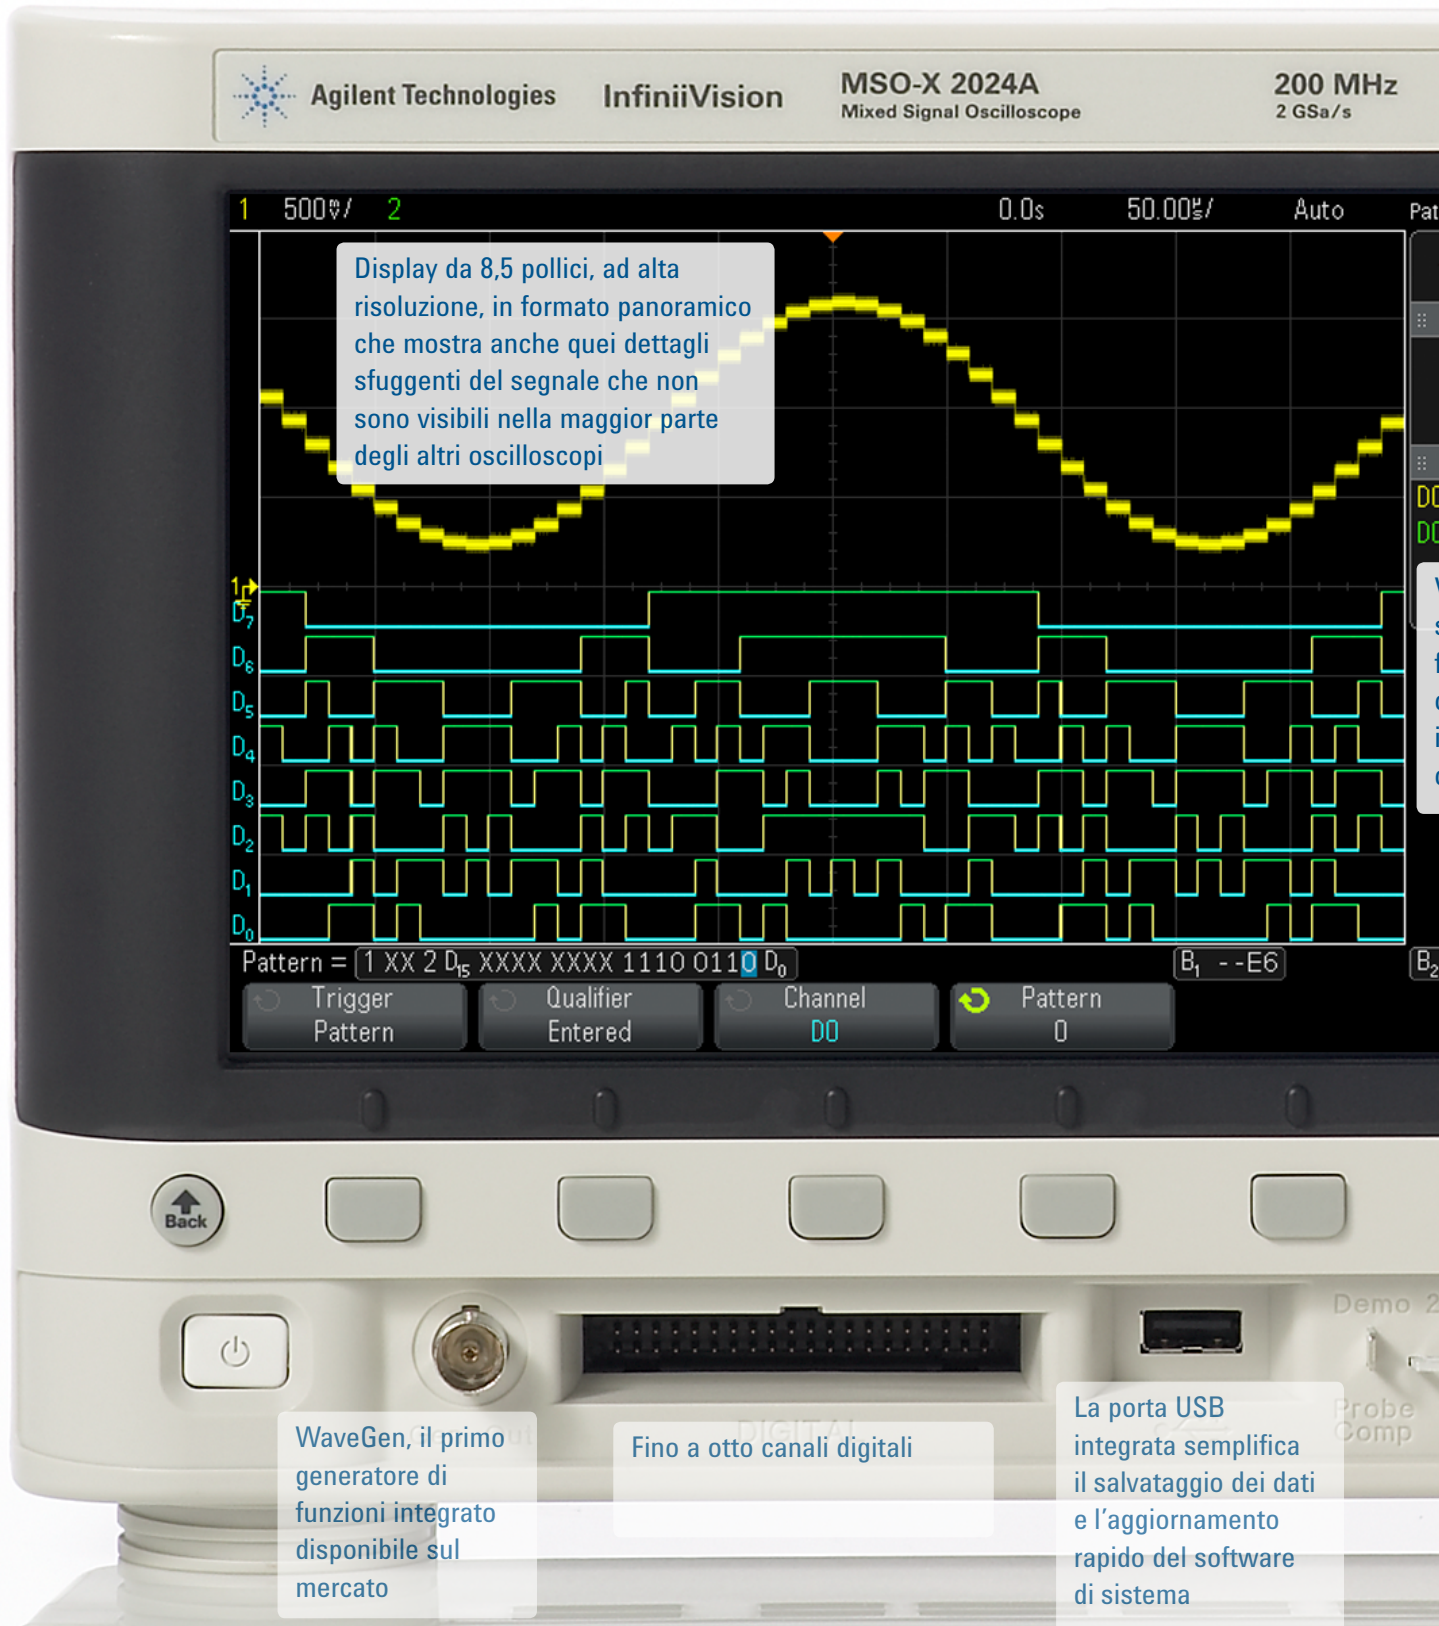 Agilent Technologies InfiniiVision MSO-X 2024A 200 MHz
Mixed Signal Oscilloscope 2 GSa/s
1 500mV/ 2 0.0s 50.00us/ Auto
Display da 8,5 pollici, ad alta
risoluzione, in formato panoramico
che mostra anche quei dettagli
sfuggenti del segnale che non
sono visibili nella maggior parte
degli altri oscilloscopi
1
D7
D6
D5
D4
D3
D2
D1
D0
Pattern = 1 XX 2 D15 XXXX XXXX 1110 0110 D0 B1 --E6 B2
Trigger Qualifier Channel Pattern
Pattern Entered D0 0
Back
Demo 2
Probe
Comp
DIGITAL
WaveGen, il primo
generatore di
funzioni integrato
disponibile sul
mercato
Fino a otto canali digitali
La porta USB
integrata semplifica
il salvataggio dei dati
e l'aggiornamento
rapido del software
di sistema